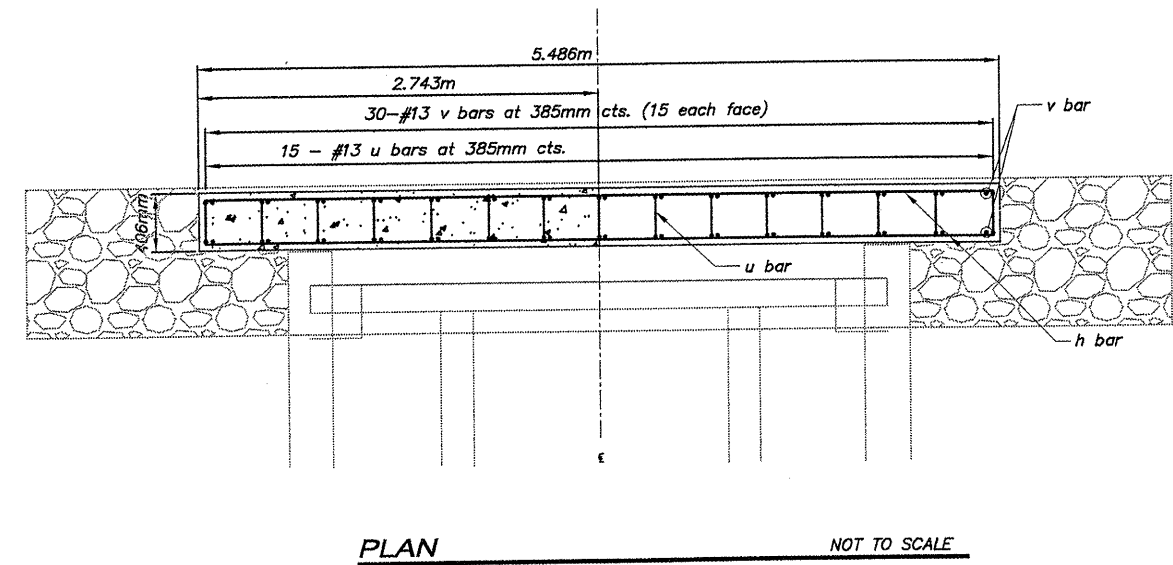 5.486m
2.743m
30-#13 v bars at 385mm cts. (15 each face)
v bar
15 - #13 u bars at 385mm cts.
406mm
u bar
h bar
℄
PLAN
NOT TO SCALE